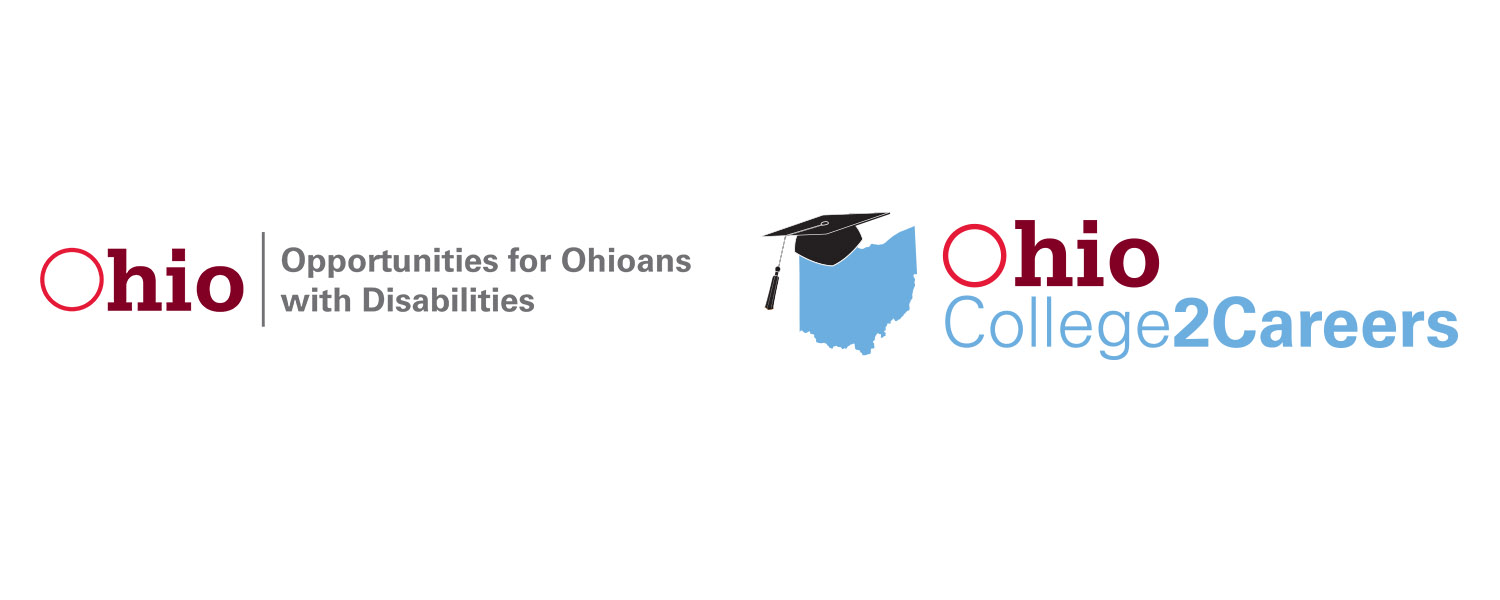 Ohio
Opportunities for Ohioans
with Disabilities
Ohio
College2Careers